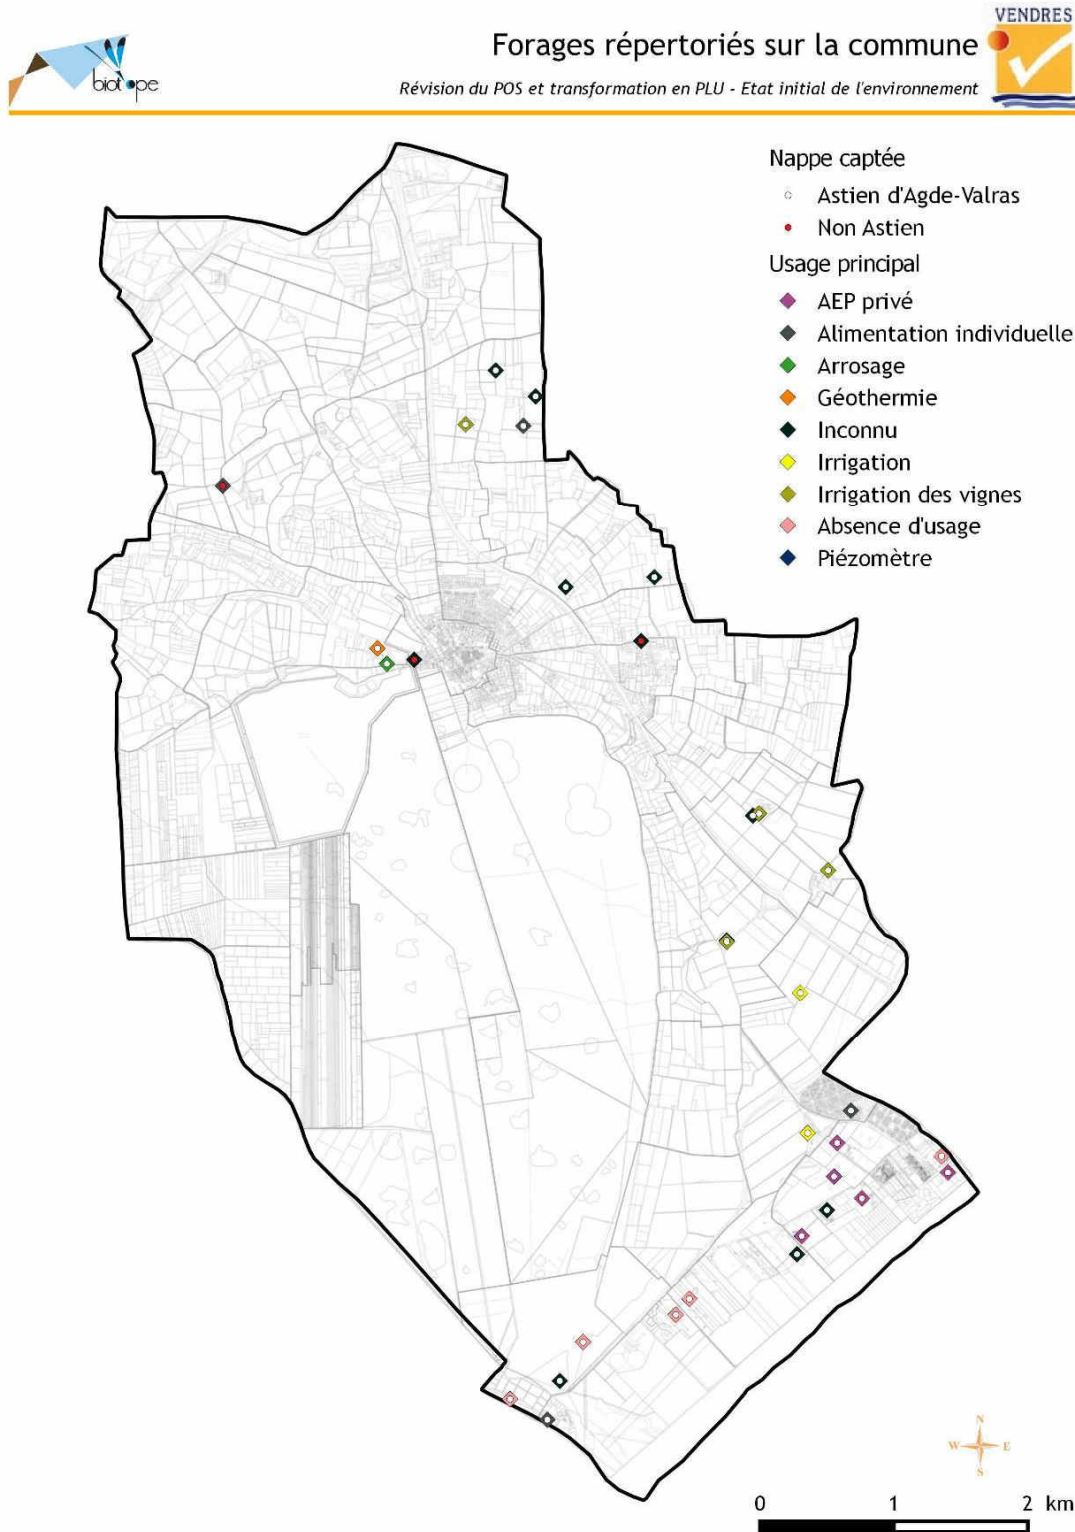 VENDRES
Forages répertoriés sur la commune
biotope
Révision du POS et transformation en PLU - Etat initial de l'environnement
Nappe captée
Astien d'Agde-Valras
Non Astien
Usage principal
AEP privé
Alimentation individuelle
Arrosage
Géothermie
Inconnu
Irrigation
Irrigation des vignes
Absence d'usage
Piézomètre
N
W E
S
0 1 2 km